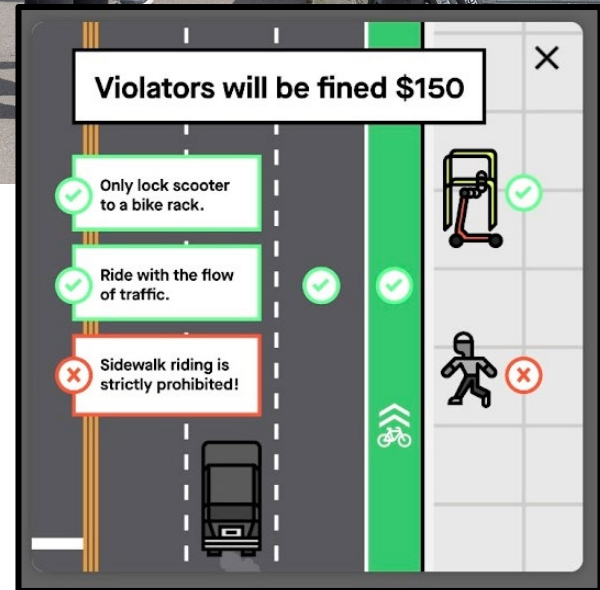 Violators will be fined $150
Only lock scooter
to a bike rack.
Ride with the flow
of traffic.
Sidewalk riding is
strictly prohibited!